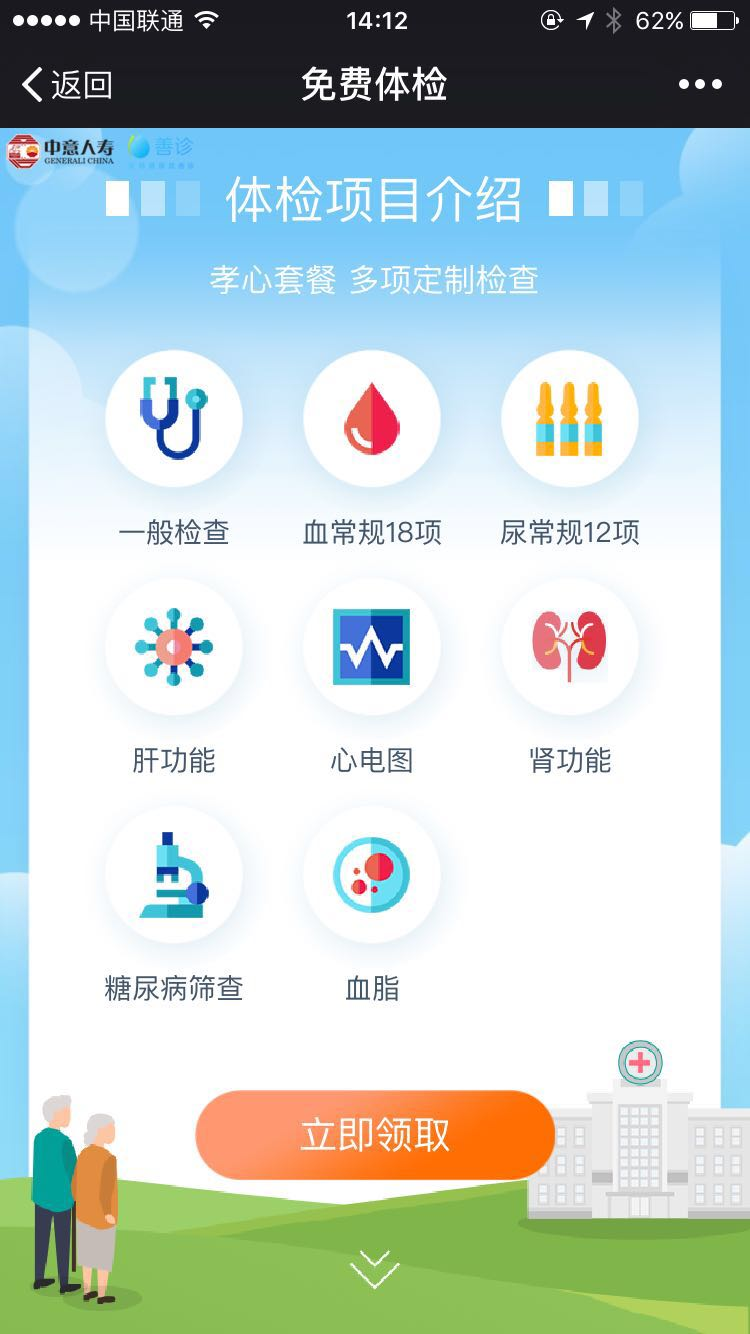 中国联通
14:12
62%
返回
免费体检
中意人寿
GENERALI CHINA
善诊
体检项目介绍
孝心套餐 多项定制检查
一般检查
血常规18项
尿常规12项
肝功能
心电图
肾功能
糖尿病筛查
血脂
立即领取